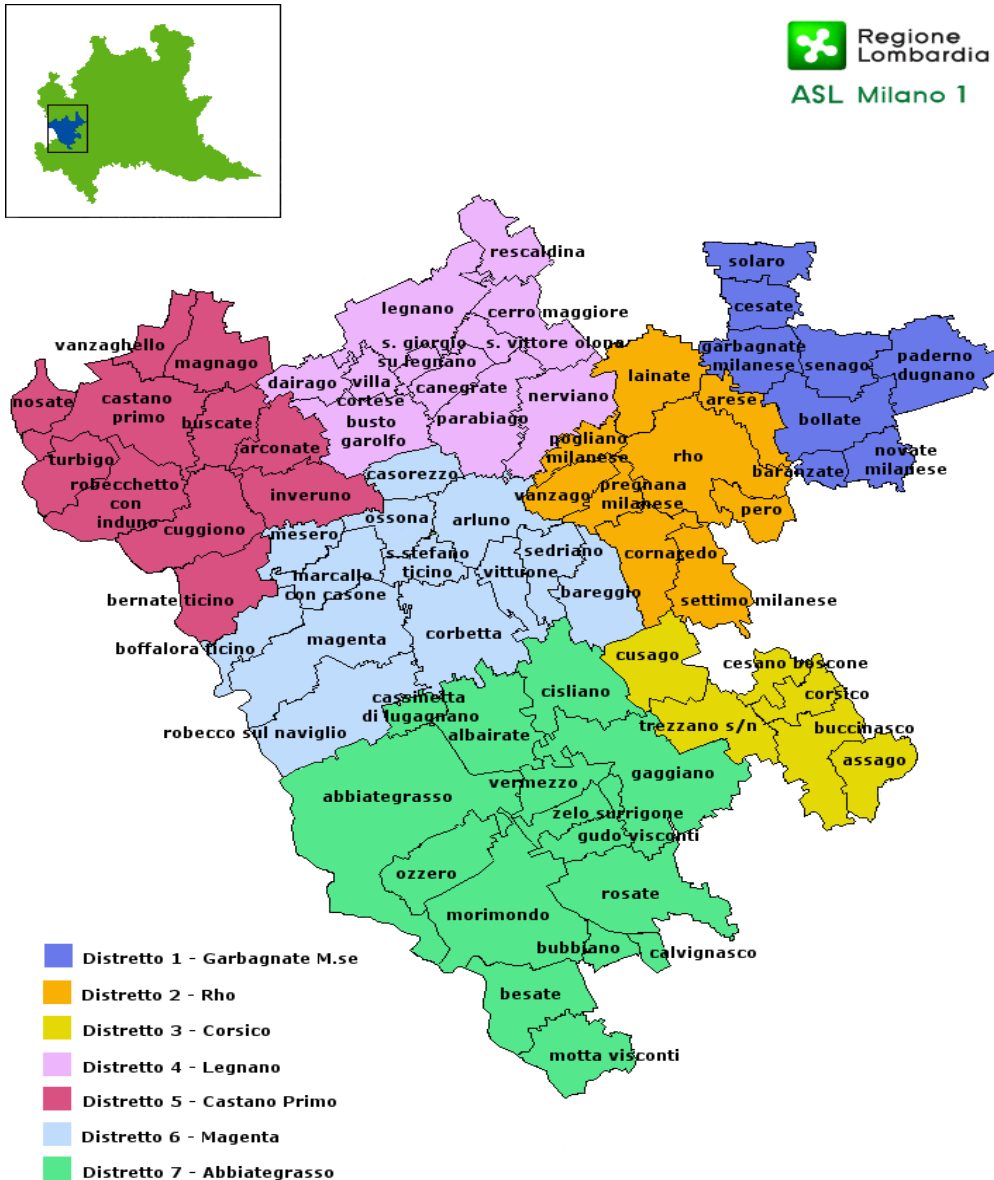 Regione
Lombardia
ASL Milano 1
rescaldina
solaro
legnano
cesate
cerro maggiore
vanzaghello
s. giorgio
su legnano
s. vittore olona
garbagnate
milanese
senago
paderno
dugnano
magnago
dairago
villa
cortese
canegrate
nerviano
lainate
arese
nosate
castano
primo
buscate
busto
garolfo
parabiago
bollate
turbigo
arconate
pogliano
milanese
rho
novate
milanese
baranzate
robecchetto
con
induno
inveruno
casorezzo
vanzago
pregnana
milanese
pero
cuggiono
mesero
ossona
arluno
s.stefano
ticino
vittuone
sedriano
cornaredo
marcallo
con casone
bareggio
settimo milanese
bernate ticino
boffalora ticino
magenta
corbetta
cusago
cesano boscone
corsico
cassinetta
di lugagnano
cisliano
trezzano s/n
buccinasco
robecco sul naviglio
albairate
assago
abbiategrasso
vermezzo
gaggiano
zelo surrigone
gudo visconti
ozzero
rosate
morimondo
bubbiano
calvignasco
besate
motta visconti
Distretto 1 - Garbagnate M.se
Distretto 2 - Rho
Distretto 3 - Corsico
Distretto 4 - Legnano
Distretto 5 - Castano Primo
Distretto 6 - Magenta
Distretto 7 - Abbiategrasso